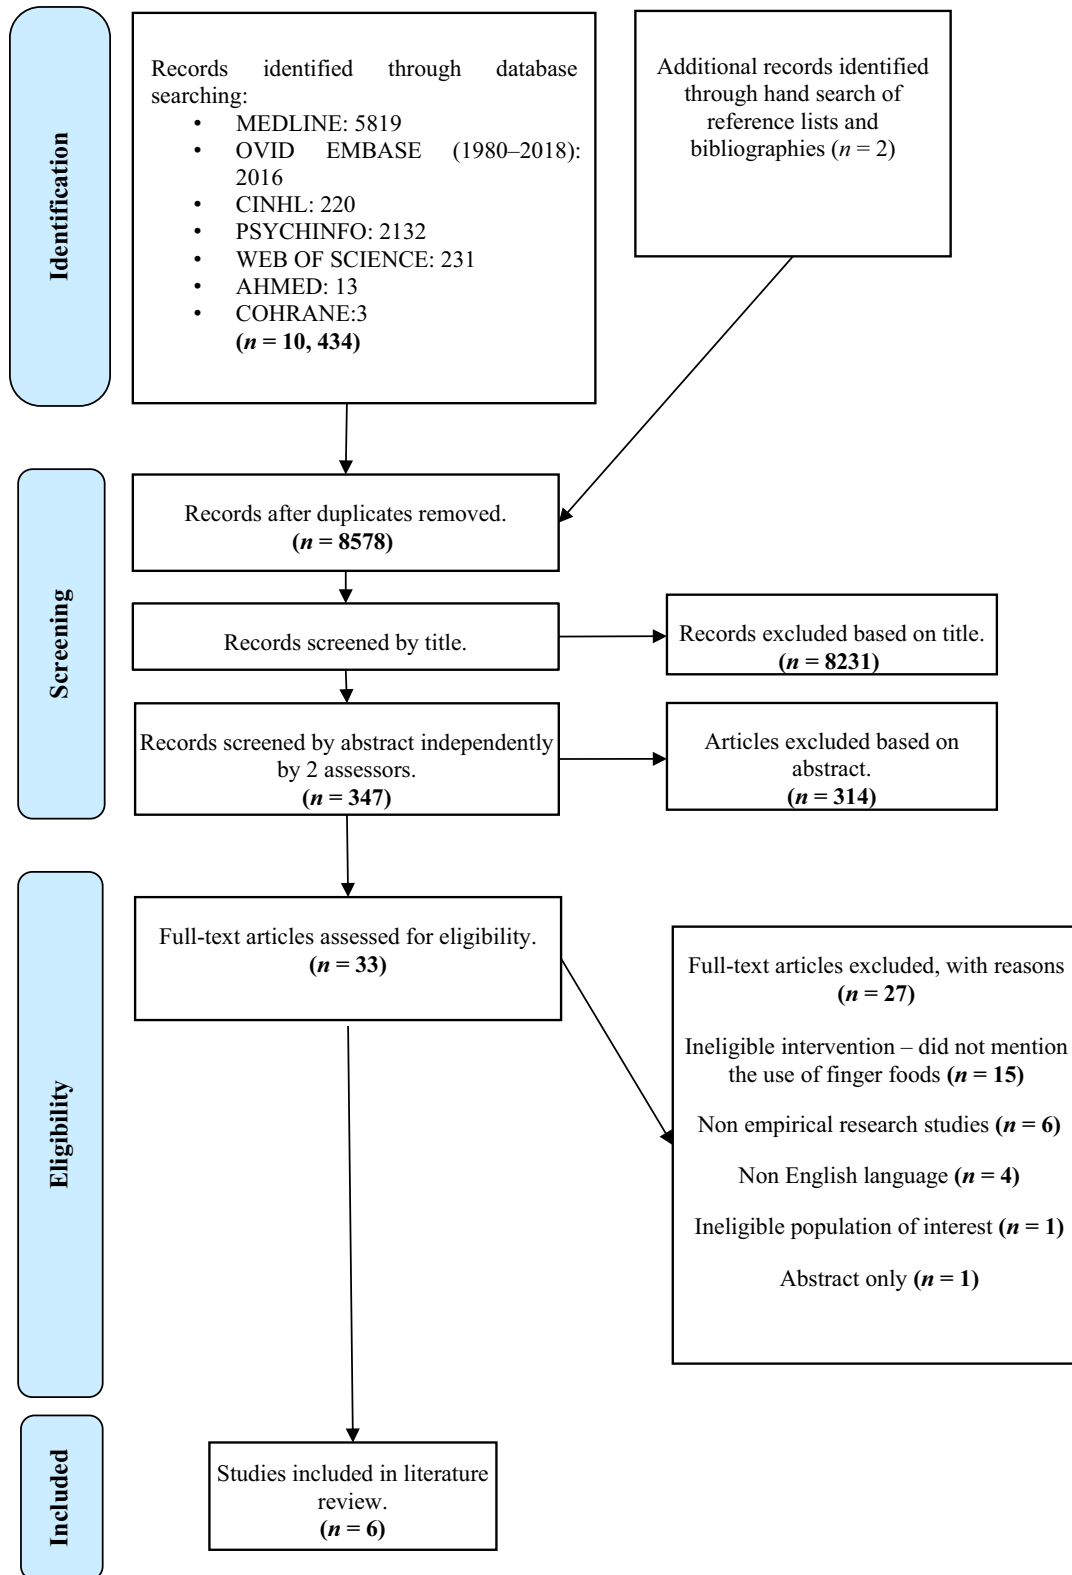 Identification
Records identified through database
searching:
• MEDLINE: 5819
• OVID EMBASE (1980–2018):
2016
• CINHL: 220
• PSYCHINFO: 2132
• WEB OF SCIENCE: 231
• AHMED: 13
• COHRANE:3
(n = 10, 434)
Additional records identified
through hand search of
reference lists and
bibliographies (n = 2)
Screening
Records after duplicates removed.
(n = 8578)
Records screened by title.
Records excluded based on title.
(n = 8231)
Records screened by abstract independently
by 2 assessors.
(n = 347)
Articles excluded based on
abstract.
(n = 314)
Eligibility
Full-text articles assessed for eligibility.
(n = 33)
Full-text articles excluded, with reasons
(n = 27)
Ineligible intervention – did not mention
the use of finger foods (n = 15)
Non empirical research studies (n = 6)
Non English language (n = 4)
Ineligible population of interest (n = 1)
Abstract only (n = 1)
Included
Studies included in literature
review.
(n = 6)